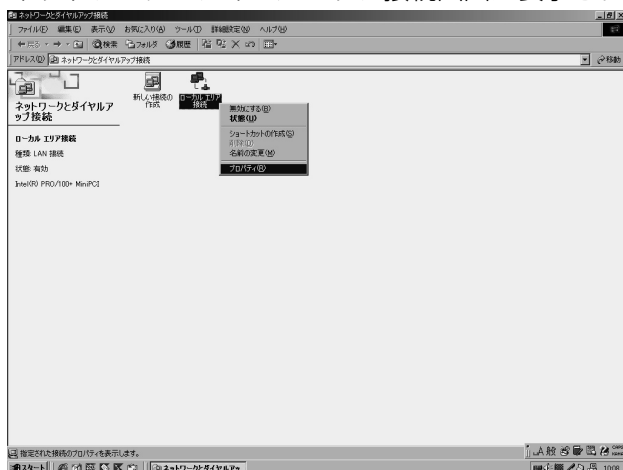 ネットワークとダイヤルアップ接続
ファイル(F) 編集(E) 表示(V) お気に入り(A) ツール(T) 詳細設定(N) ヘルプ(H)
戻る 検索 フォルダ 履歴
アドレス(D) ネットワークとダイヤルアップ接続 移動
ネットワークとダイヤルア
ップ接続
ローカル エリア接続
種類: LAN 接続
状態: 有効
Intel(R) PRO/100+ MiniPCI
新しい接続の
作成
ローカル エリア
接続
無効にする(B)
状態(U)
ショートカットの作成(S)
削除(D)
名前の変更(M)
プロパティ(R)
指定された接続のプロパティを表示します。
A 般
スタート ネットワークとダイヤルアッ
10:08